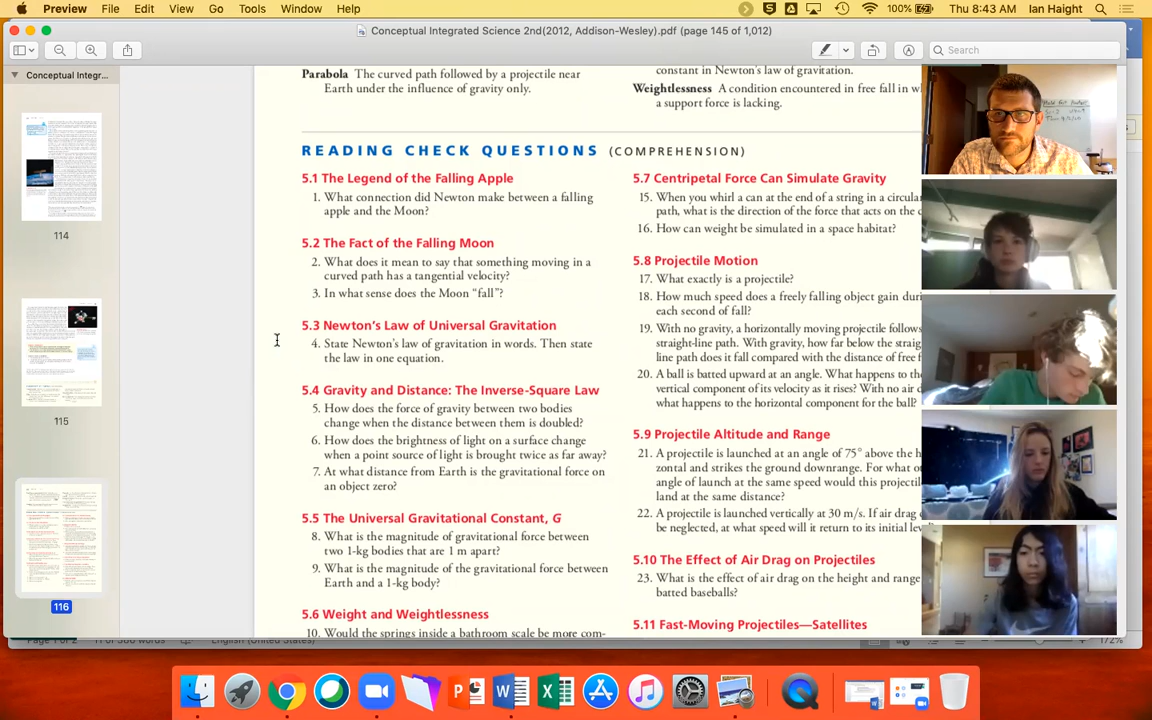 Preview File Edit View Go Tools Window Help
100% Thu 8:43 AM Ian Haight
Conceptual Integrated Science 2nd(2012, Addison-Wesley).pdf (page 145 of 1,012)
Search
Conceptual Integr...
114
115
116
Parabola The curved path followed by a projectile near
Earth under the influence of gravity only.
constant in Newton's law of gravitation.
Weightlessness A condition encountered in free fall in wh
a support force is lacking.
READING CHECK QUESTIONS (COMPREHENSION)
5.1 The Legend of the Falling Apple
1. What connection did Newton make between a falling
apple and the Moon?
5.2 The Fact of the Falling Moon
2. What does it mean to say that something moving in a
curved path has a tangential velocity?
3. In what sense does the Moon “fall”?
5.3 Newton's Law of Universal Gravitation
4. State Newton's law of gravitation in words. Then state
the law in one equation.
5.4 Gravity and Distance: The Inverse-Square Law
5. How does the force of gravity between two bodies
change when the distance between them is doubled?
6. How does the brightness of light on a surface change
when a point source of light is brought twice as far away?
7. At what distance from Earth is the gravitational force on
an object zero?
5.5 The Universal Gravitational Constant, G
8. What is the magnitude of gravitational force between
two 1-kg bodies that are 1 m apart?
9. What is the magnitude of the gravitational force between
Earth and a 1-kg body?
5.6 Weight and Weightlessness
10. Would the springs inside a bathroom scale be more com-
5.7 Centripetal Force Can Simulate Gravity
15. When you whirl a can at the end of a string in a circular
path, what is the direction of the force that acts on the c
16. How can weight be simulated in a space habitat?
5.8 Projectile Motion
17. What exactly is a projectile?
18. How much speed does a freely falling object gain duri
each second of fall?
19. With no gravity, a horizontally moving projectile follows
straight-line path. With gravity, how far below the straig
line path does it fall compared with the distance of free f
20. A ball is batted upward at an angle. What happens to th
vertical component of its velocity as it rises? With no air d
what happens to the horizontal component for the ball?
5.9 Projectile Altitude and Range
21. A projectile is launched at an angle of 75° above the h
zontal and strikes the ground downrange. For what o
angle of launch at the same speed would this projectil
land at the same distance?
22. A projectile is launched vertically at 30 m/s. If air drag
be neglected, at what speed will it return to its initial lev
5.10 The Effect of Air Drag on Projectiles
23. What is the effect of air drag on the height and range
batted baseballs?
5.11 Fast-Moving Projectiles—Satellites
172%